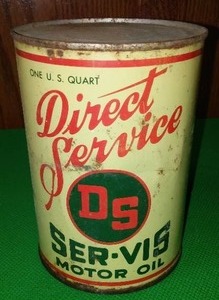 ONE U. S. QUART
Direct
Service
DS
SER-VIS
MOTOR OIL